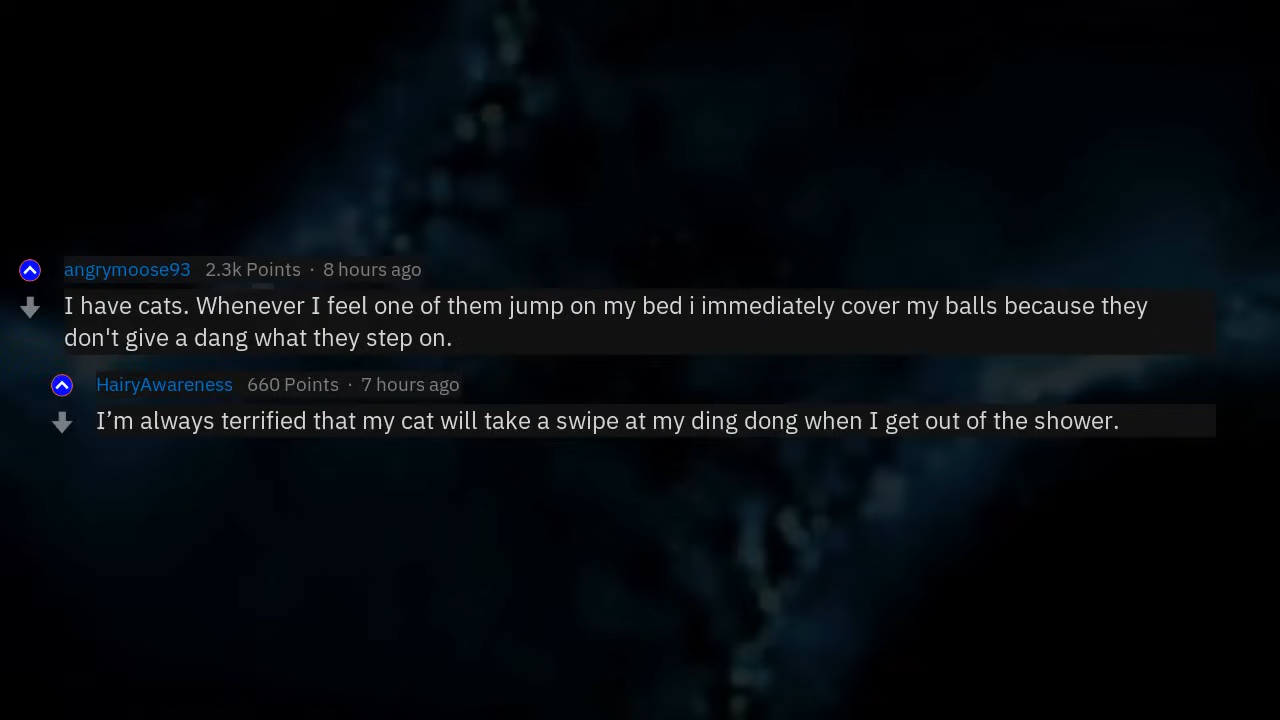 angrymoose93 2.3k Points · 8 hours ago
I have cats. Whenever I feel one of them jump on my bed i immediately cover my balls because they
don't give a dang what they step on.
HairyAwareness 660 Points · 7 hours ago
I’m always terrified that my cat will take a swipe at my ding dong when I get out of the shower.